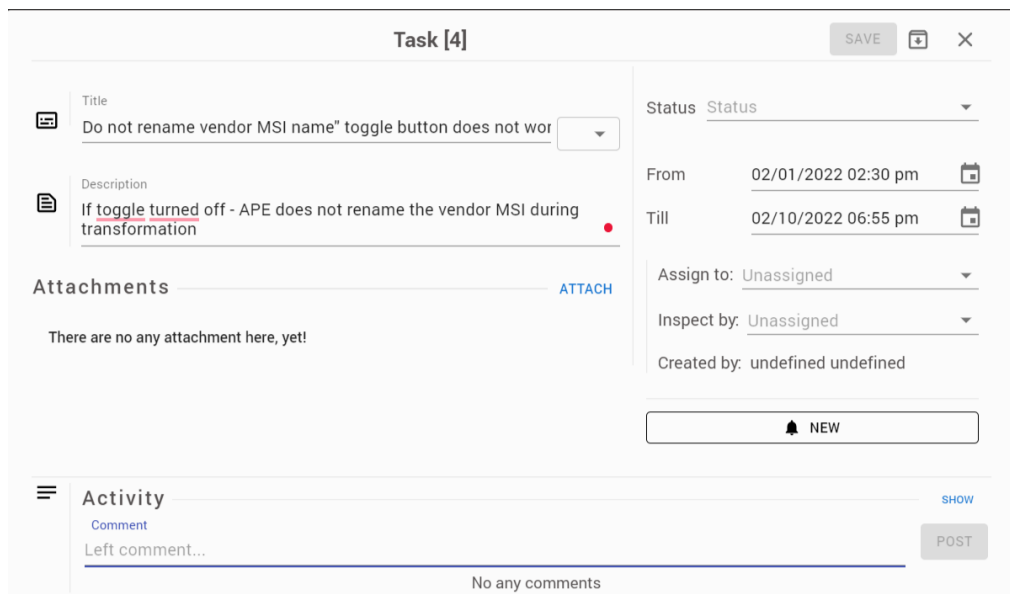 Task [4]
SAVE
Title
Do not rename vendor MSI name" toggle button does not wor
Description
If toggle turned off - APE does not rename the vendor MSI during
transformation
Attachments
ATTACH
There are no any attachment here, yet!
Status Status
From 02/01/2022 02:30 pm
Till 02/10/2022 06:55 pm
Assign to: Unassigned
Inspect by: Unassigned
Created by: undefined undefined
NEW
Activity
SHOW
Comment
Left comment...
POST
No any comments